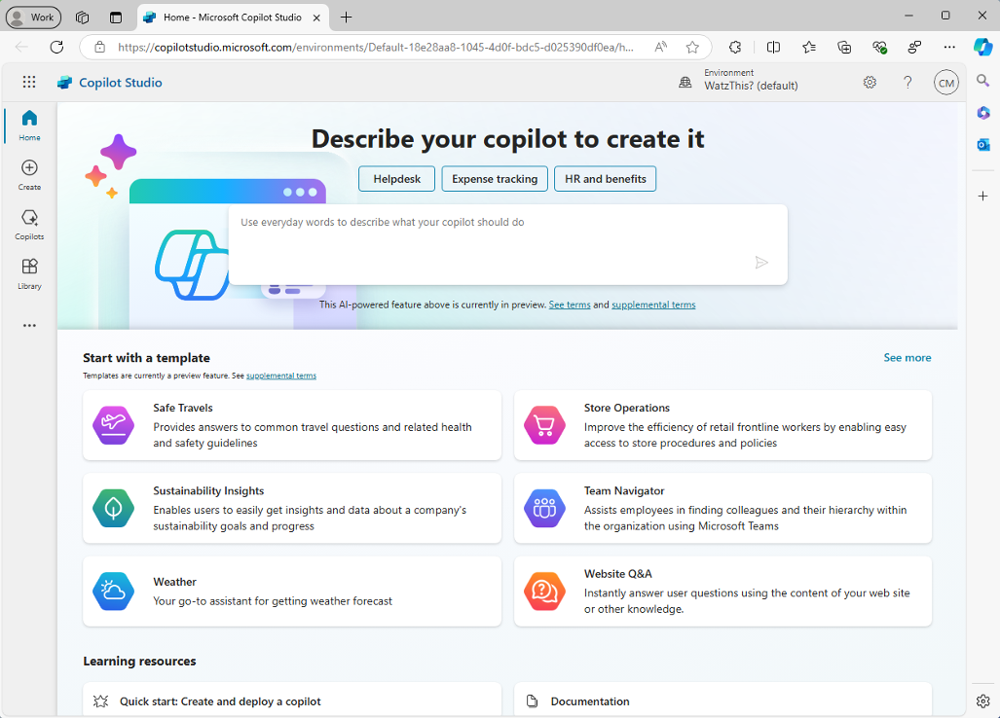 Work
Home - Microsoft Copilot Studio
https://copilotstudio.microsoft.com/environments/Default-18e28aa8-1045-4d0f-bdc5-d025390df0ea/h...
Copilot Studio
Environment
WatzThis? (default)
CM
Home
Create
Copilots
Library
Describe your copilot to create it
Helpdesk
Expense tracking
HR and benefits
Use everyday words to describe what your copilot should do
This AI-powered feature above is currently in preview. See terms and supplemental terms
Start with a template
See more
Templates are currently a preview feature. See supplemental terms
Safe Travels
Provides answers to common travel questions and related health
and safety guidelines
Store Operations
Improve the efficiency of retail frontline workers by enabling easy
access to store procedures and policies
Sustainability Insights
Enables users to easily get insights and data about a company's
sustainability goals and progress
Team Navigator
Assists employees in finding colleagues and their hierarchy within
the organization using Microsoft Teams
Weather
Your go-to assistant for getting weather forecast
Website Q&A
Instantly answer user questions using the content of your web site
or other knowledge.
Learning resources
Quick start: Create and deploy a copilot
Documentation